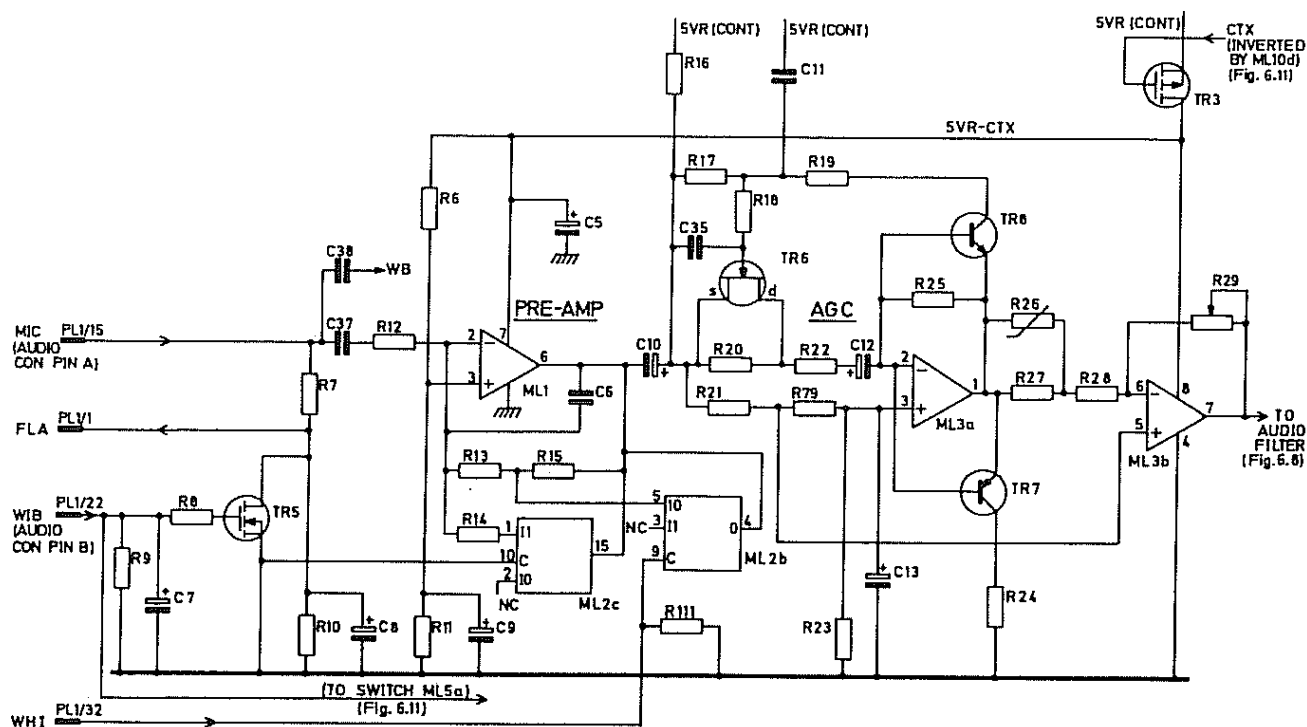 5VR (CONT)
5VR (CONT)
5VR (CONT)
CTX
(INVERTED
BY ML10d)
(Fig. 6.11)
R16
C11
TR3
5VR-CTX
R17
R19
R6
R18
C5
C35
TR8
C38
WB
TR6
R25
R26
R29
s
d
MIC
PL1/15
(AUDIO
CON PIN A)
C37
R12
PRE-AMP
AGC
2
7
6
3
ML1
C10
+
R20
R22
C12
+
2
1
3
ML3a
R27
R28
6
8
7
5
4
ML3b
TO
AUDIO
FILTER
(Fig.6.8)
R7
C6
R21
R79
FLA
PL1/1
R13
R15
TR7
WIB
PL1/22
(AUDIO
CON PIN B)
R8
TR5
R14
5
IO
NC
3
I1
9
C
O
4
ML2b
1
I1
10
C
2
IO
15
NC
ML2c
R9
C7
C13
R24
R10
C8
R11
C9
R111
R23
(TO SWITCH ML5a)
(Fig. 6.11)
WHI
PL1/32